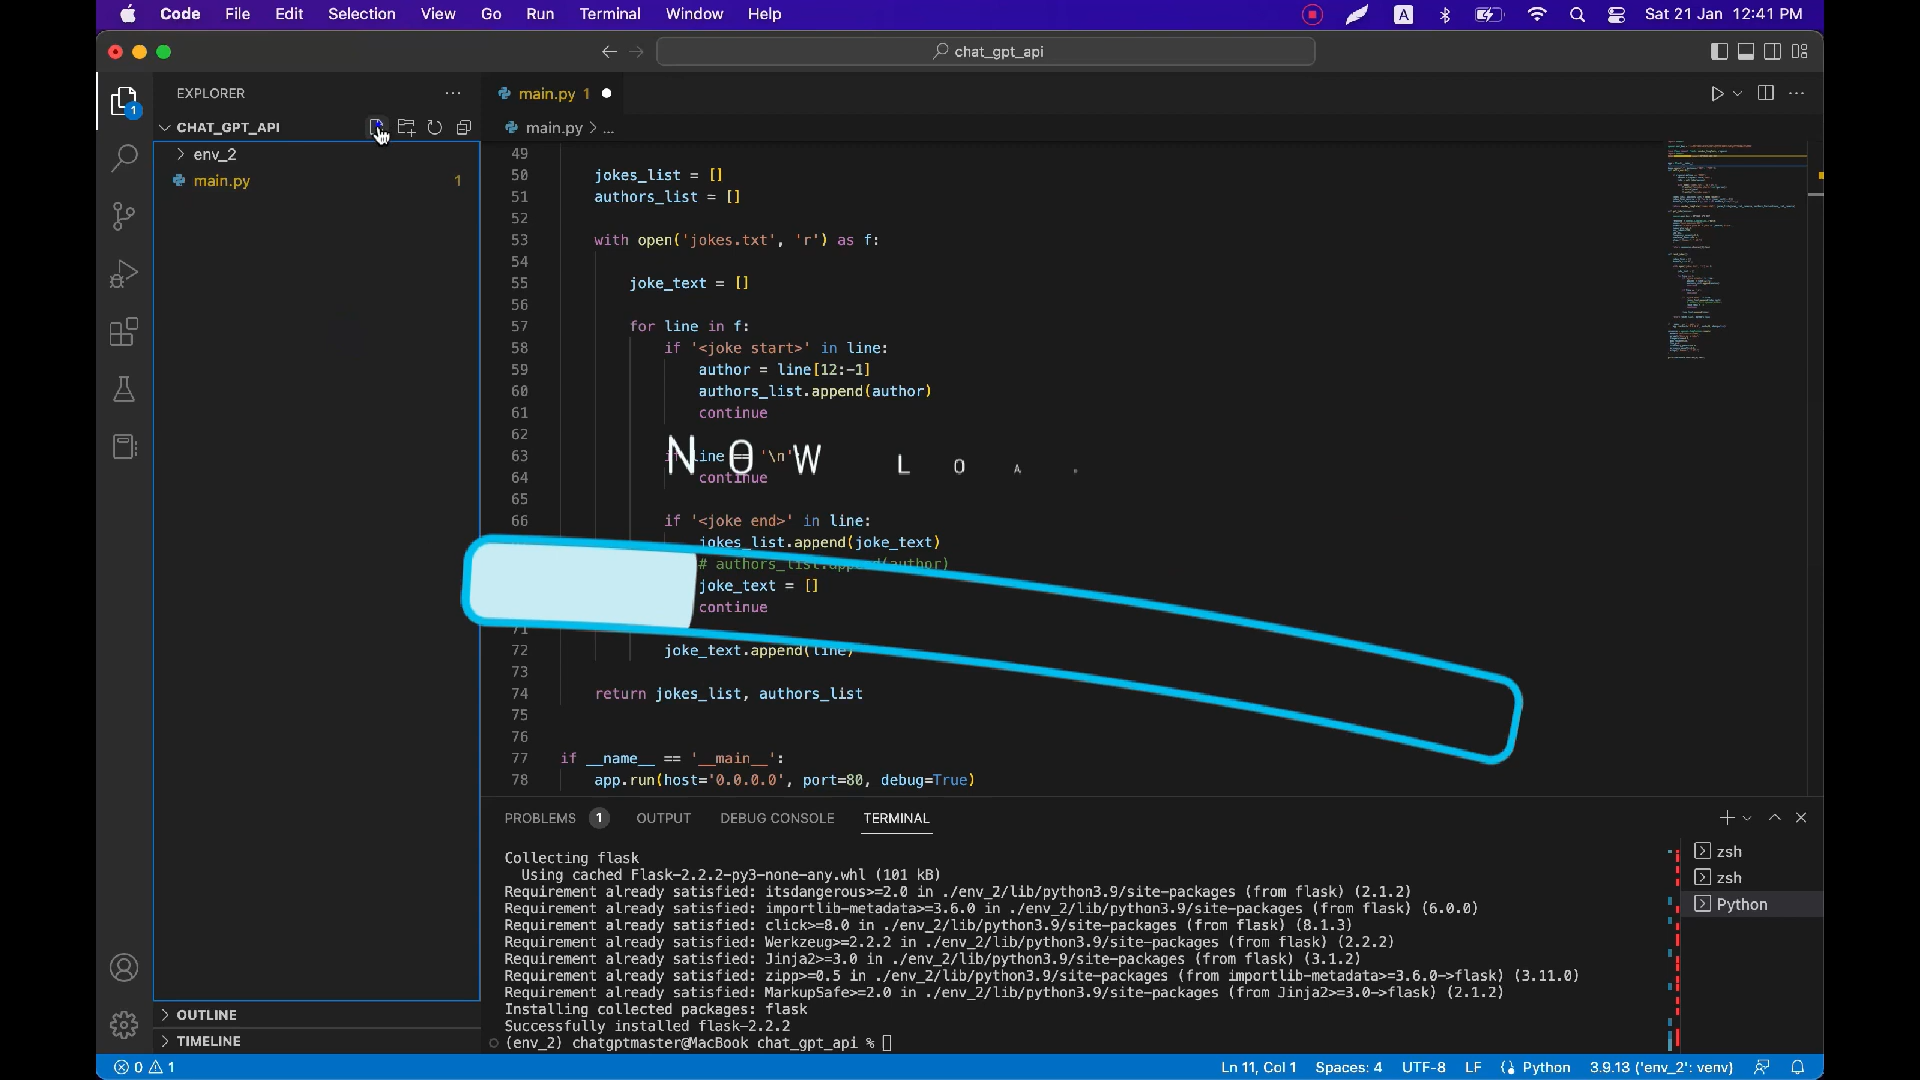 Code File Edit Selection View Go Run Terminal Window Help
A
Sat 21 Jan 12:41 PM
chat_gpt_api
EXPLORER
1
CHAT_GPT_API
env_2
main.py 1
main.py 1
main.py > ...
49
50 jokes_list = []
51 authors_list = []
52
53 with open('jokes.txt', 'r') as f:
54
55 joke_text = []
56
57 for line in f:
58 if '<joke start>' in line:
59 author = line[12:-1]
60 authors_list.append(author)
61 continue
62
63 if line == '\n'
64 continue
NOW LOA
65
66 if '<joke end>' in line:
jokes_list.append(joke_text)
# authors_list.append(author)
joke_text = []
continue
71
72 joke_text.append(line)
73
74 return jokes_list, authors_list
75
76
77 if __name__ == '__main__':
78 app.run(host='0.0.0.0', port=80, debug=True)
PROBLEMS 1 OUTPUT DEBUG CONSOLE TERMINAL
Collecting flask
Using cached Flask-2.2.2-py3-none-any.whl (101 kB)
Requirement already satisfied: itsdangerous>=2.0 in ./env_2/lib/python3.9/site-packages (from flask) (2.1.2)
Requirement already satisfied: importlib-metadata>=3.6.0 in ./env_2/lib/python3.9/site-packages (from flask) (6.0.0)
Requirement already satisfied: click>=8.0 in ./env_2/lib/python3.9/site-packages (from flask) (8.1.3)
Requirement already satisfied: Werkzeug>=2.2.2 in ./env_2/lib/python3.9/site-packages (from flask) (2.2.2)
Requirement already satisfied: Jinja2>=3.0 in ./env_2/lib/python3.9/site-packages (from flask) (3.1.2)
Requirement already satisfied: zipp>=0.5 in ./env_2/lib/python3.9/site-packages (from importlib-metadata>=3.6.0->flask) (3.11.0)
Requirement already satisfied: MarkupSafe>=2.0 in ./env_2/lib/python3.9/site-packages (from Jinja2>=3.0->flask) (2.1.2)
Installing collected packages: flask
Successfully installed flask-2.2.2
(env_2) chatgptmaster@MacBook chat_gpt_api %
zsh
zsh
Python
OUTLINE
TIMELINE
0 1
Ln 11, Col 1 Spaces: 4 UTF-8 LF Python 3.9.13 ('env_2': venv)